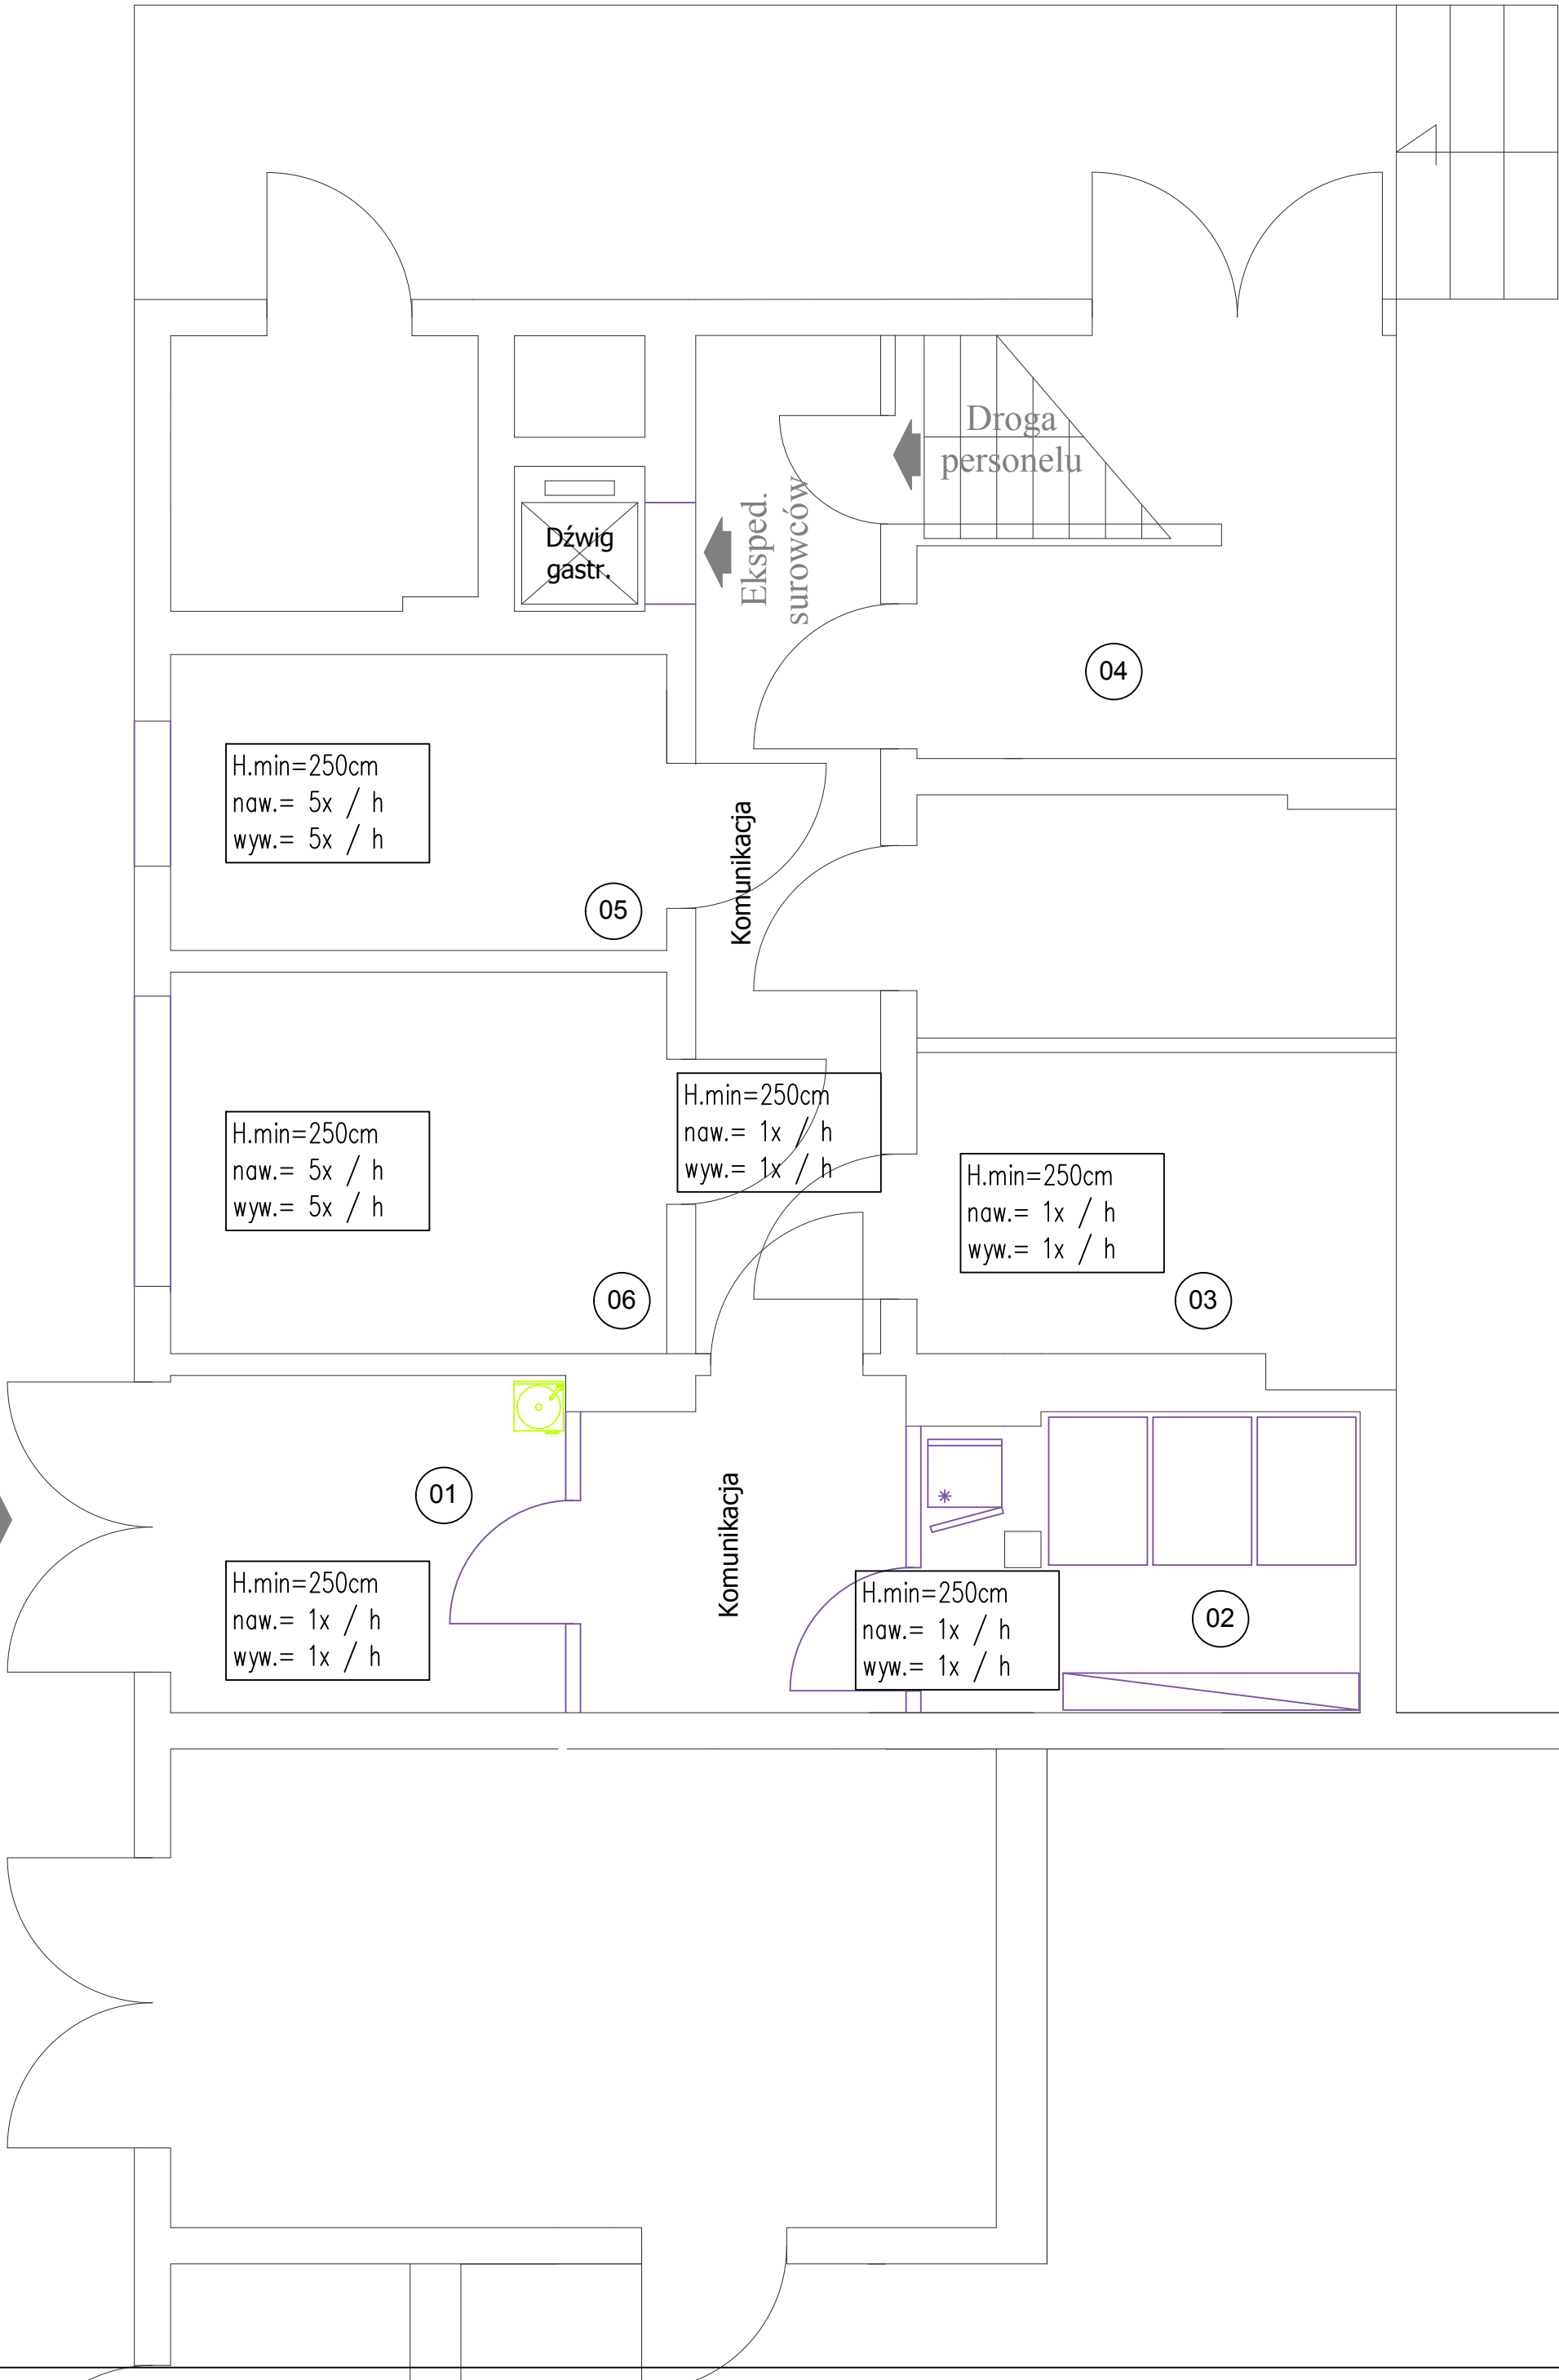 Droga
personelu
Eksped.
surowców
Dźwig
gastr.
04
H.min=250cm
naw.= 5x / h
wyw.= 5x / h
05
Komunikacja
H.min=250cm
naw.= 1x / h
wyw.= 1x / h
H.min=250cm
naw.= 5x / h
wyw.= 5x / h
06
H.min=250cm
naw.= 1x / h
wyw.= 1x / h
03
01
Komunikacja
H.min=250cm
naw.= 1x / h
wyw.= 1x / h
H.min=250cm
naw.= 1x / h
wyw.= 1x / h
02